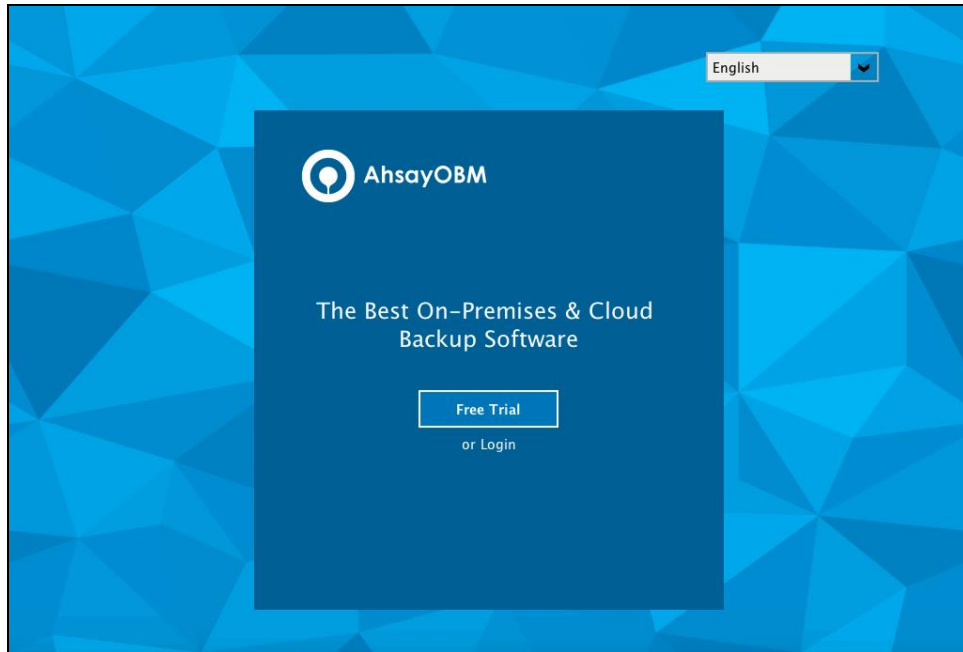 English
AhsayOBM
The Best On-Premises & Cloud
Backup Software
Free Trial
or Login